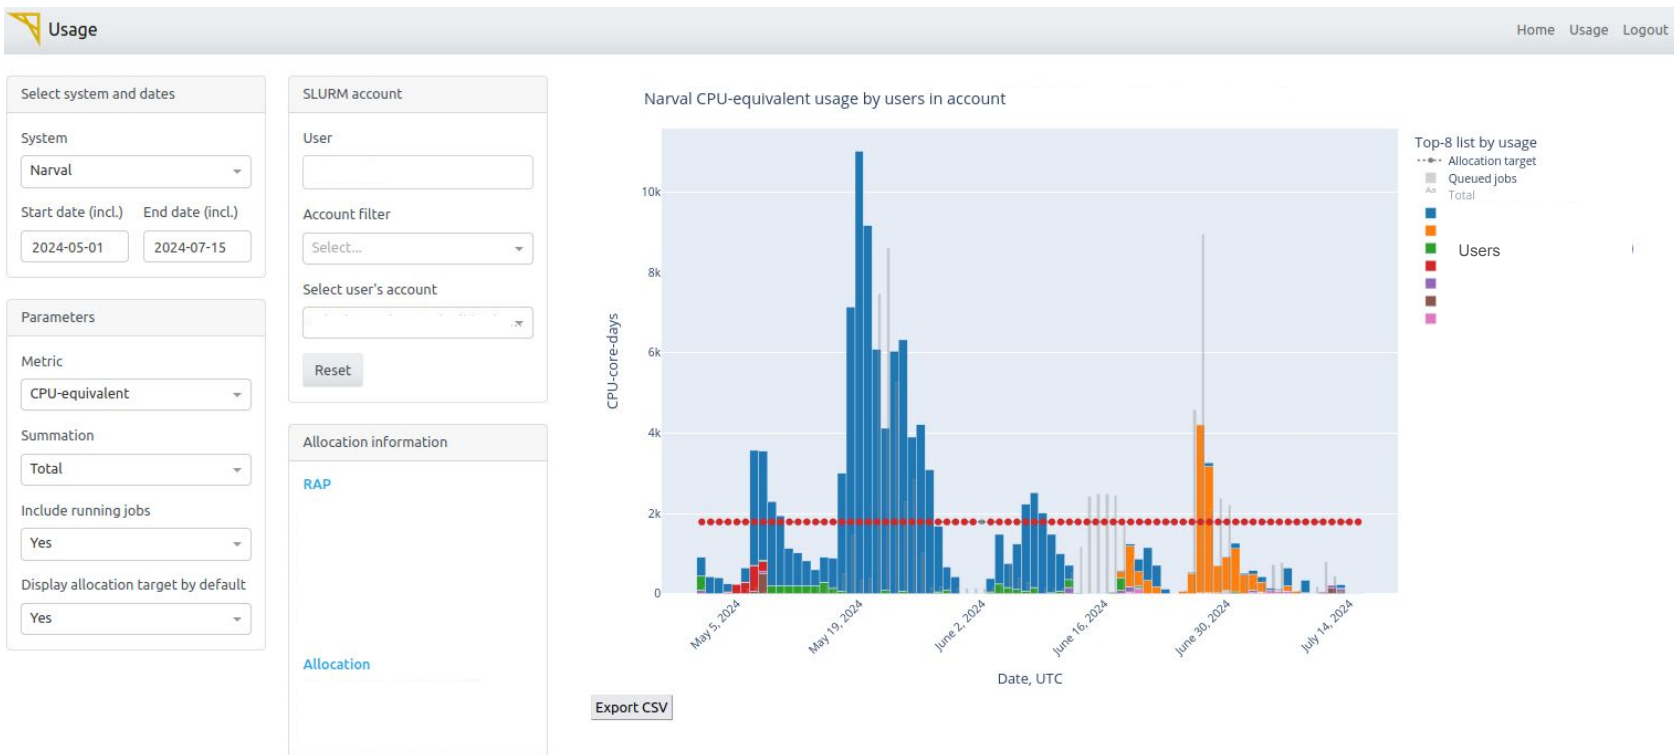 Usage
Home Usage Logout
Select system and dates
System
Narval
Start date (incl.) End date (incl.)
2024-05-01 2024-07-15
Parameters
Metric
CPU-equivalent
Summation
Total
Include running jobs
Yes
Display allocation target by default
Yes
SLURM account
User
Account filter
Select...
Select user's account
Reset
Allocation information
RAP
Allocation
Narval CPU-equivalent usage by users in account
CPU-core-days
10k
8k
6k
4k
2k
0
May 5, 2024
May 19, 2024
June 2, 2024
June 16, 2024
June 30, 2024
July 14, 2024
Date, UTC
Top-8 list by usage
Allocation target
Queued jobs
Aa Total
Users
Export CSV